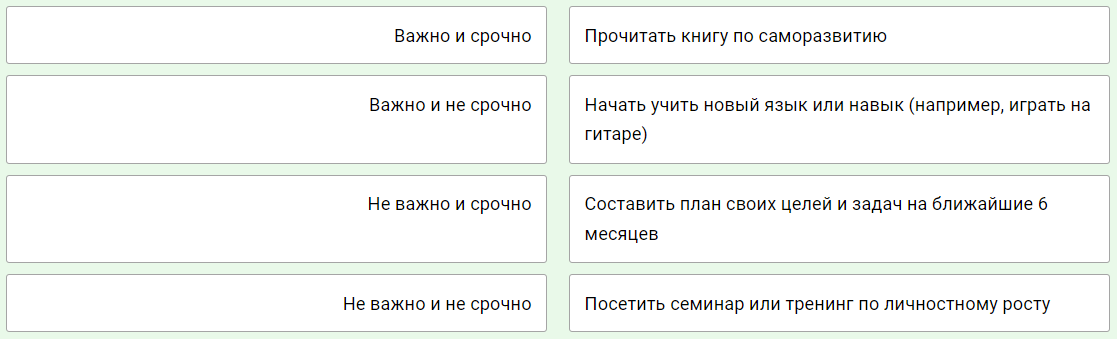 Важно и срочно
Прочитать книгу по саморазвитию
Важно и не срочно
Начать учить новый язык или навык (например, играть на
гитаре)
Не важно и срочно
Составить план своих целей и задач на ближайшие 6
месяцев
Не важно и не срочно
Посетить семинар или тренинг по личностному росту